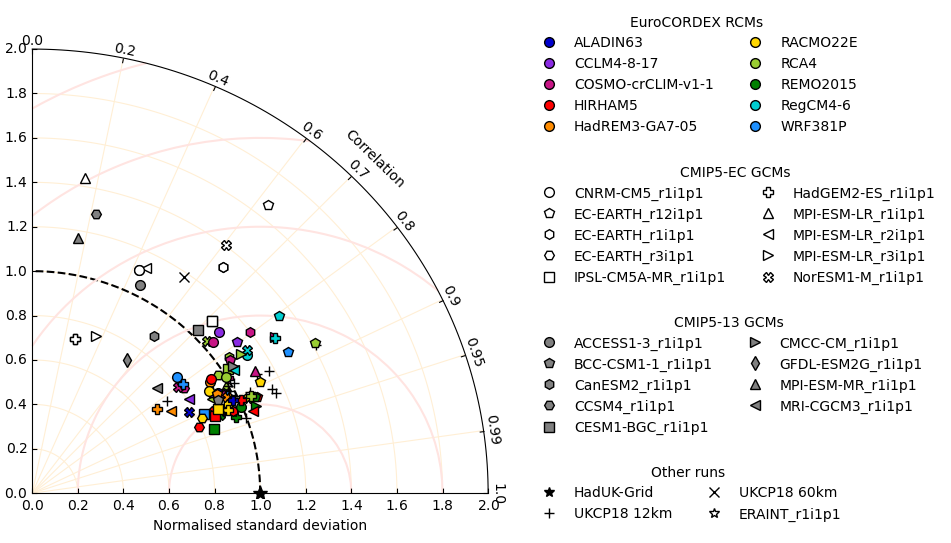 0.0
0.2
0.4
0.6
0.7
0.8
0.9
0.95
0.99
1.0
Correlation
2.0
1.8
1.6
1.4
1.2
1.0
0.8
0.6
0.4
0.2
0.0
0.0 0.2 0.4 0.6 0.8 1.0 1.2 1.4 1.6 1.8 2.0
Normalised standard deviation
EuroCORDEX RCMs
ALADIN63 RACMO22E
CCLM4-8-17 RCA4
COSMO-crCLIM-v1-1 REMO2015
HIRHAM5 RegCM4-6
HadREM3-GA7-05 WRF381P
CMIP5-EC GCMs
CNRM-CM5_r1i1p1 HadGEM2-ES_r1i1p1
EC-EARTH_r12i1p1 MPI-ESM-LR_r1i1p1
EC-EARTH_r1i1p1 MPI-ESM-LR_r2i1p1
EC-EARTH_r3i1p1 MPI-ESM-LR_r3i1p1
IPSL-CM5A-MR_r1i1p1 NorESM1-M_r1i1p1
CMIP5-13 GCMs
ACCESS1-3_r1i1p1 CMCC-CM_r1i1p1
BCC-CSM1-1_r1i1p1 GFDL-ESM2G_r1i1p1
CanESM2_r1i1p1 MPI-ESM-MR_r1i1p1
CCSM4_r1i1p1 MRI-CGCM3_r1i1p1
CESM1-BGC_r1i1p1
Other runs
HadUK-Grid UKCP18 60km
UKCP18 12km ERAINT_r1i1p1